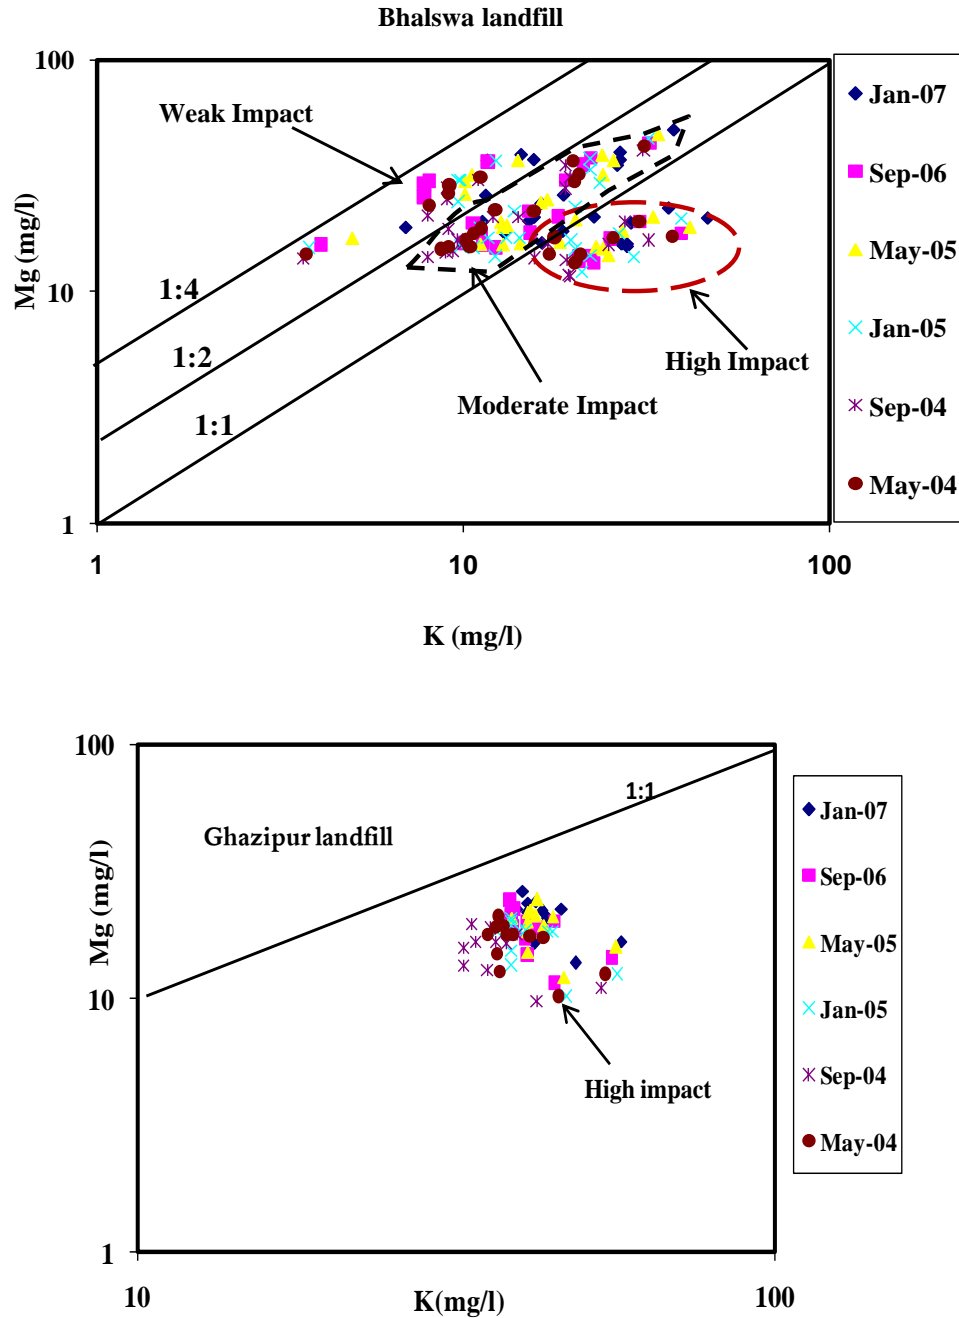 Bhalswa landfill
100
10
1
Mg (mg/l)
Weak Impact
1:4
1:2
1:1
Moderate Impact
High Impact
1
10
100
K (mg/l)
Jan-07
Sep-06
May-05
Jan-05
Sep-04
May-04
100
10
1
Mg (mg/l)
Ghazipur landfill
1:1
High impact
10
100
K(mg/l)
Jan-07
Sep-06
May-05
Jan-05
Sep-04
May-04